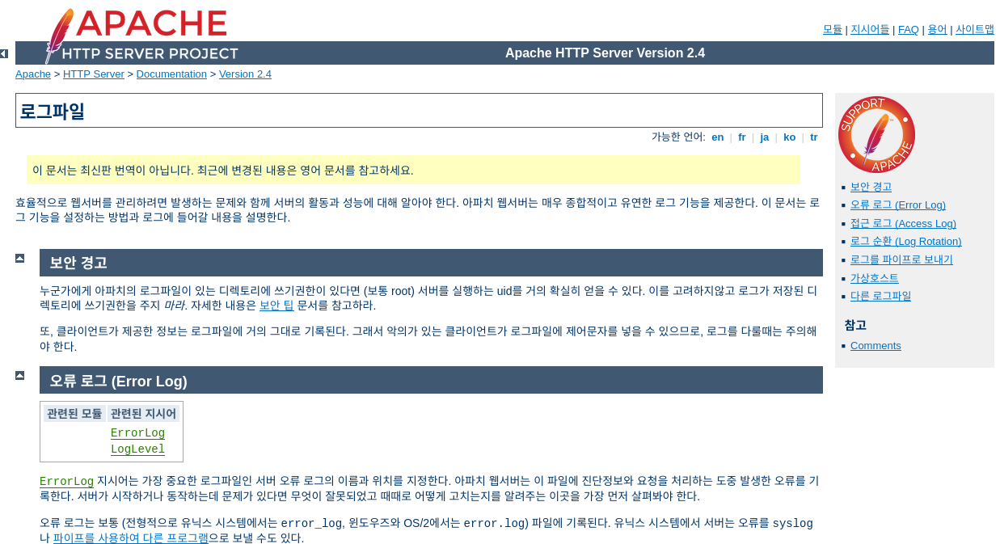 APACHE
HTTP SERVER PROJECT
모듈 | 지시어들 | FAQ | 용어 | 사이트맵
Apache HTTP Server Version 2.4
Apache > HTTP Server > Documentation > Version 2.4
로그파일
가능한 언어: en | fr | ja | ko | tr
이 문서는 최신판 번역이 아닙니다. 최근에 변경된 내용은 영어 문서를 참고하세요.
효율적으로 웹서버를 관리하려면 발생하는 문제와 함께 서버의 활동과 성능에 대해 알아야 한다. 아파치 웹서버는 매우 종합적이고 유연한 로그 기능을 제공한다. 이 문서는 로
그 기능을 설정하는 방법과 로그에 들어갈 내용을 설명한다.
보안 경고
누군가에게 아파치의 로그파일이 있는 디렉토리에 쓰기권한이 있다면 (보통 root) 서버를 실행하는 uid를 거의 확실히 얻을 수 있다. 이를 고려하지않고 로그가 저장된 디
렉토리에 쓰기권한을 주지 마라. 자세한 내용은 보안 팁 문서를 참고하라.
또, 클라이언트가 제공한 정보는 로그파일에 거의 그대로 기록된다. 그래서 악의가 있는 클라이언트가 로그파일에 제어문자를 넣을 수 있으므로, 로그를 다룰때는 주의해
야 한다.
오류 로그 (Error Log)
관련된 모듈 관련된 지시어
ErrorLog
LogLevel
ErrorLog 지시어는 가장 중요한 로그파일인 서버 오류 로그의 이름과 위치를 지정한다. 아파치 웹서버는 이 파일에 진단정보와 요청을 처리하는 도중 발생한 오류를 기
록한다. 서버가 시작하거나 동작하는데 문제가 있다면 무엇이 잘못되었고 때때로 어떻게 고치는지를 알려주는 이곳을 가장 먼저 살펴봐야 한다.
오류 로그는 보통 (전형적으로 유닉스 시스템에서는 error_log, 윈도우즈와 OS/2에서는 error.log) 파일에 기록된다. 유닉스 시스템에서 서버는 오류를 syslog
나 파이프를 사용하여 다른 프로그램으로 보낼 수도 있다.
SUPPORT
APACHE
보안 경고
오류 로그 (Error Log)
접근 로그 (Access Log)
로그 순환 (Log Rotation)
로그를 파이프로 보내기
가상호스트
다른 로그파일
참고
Comments